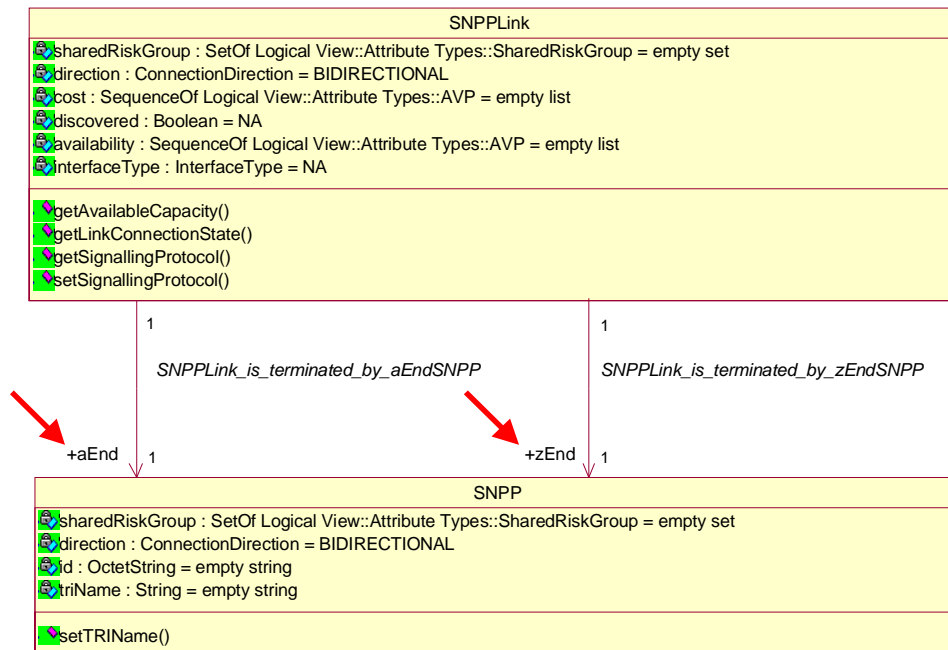 SNPPLink
sharedRiskGroup : SetOf Logical View::Attribute Types::SharedRiskGroup = empty set
direction : ConnectionDirection = BIDIRECTIONAL
cost : SequenceOf Logical View::Attribute Types::AVP = empty list
discovered : Boolean = NA
availability : SequenceOf Logical View::Attribute Types::AVP = empty list
interfaceType : InterfaceType = NA
getAvailableCapacity()
getLinkConnectionState()
getSignallingProtocol()
setSignallingProtocol()
1
1
SNPPLink_is_terminated_by_aEndSNPP
SNPPLink_is_terminated_by_zEndSNPP
+aEnd
1
+zEnd
1
SNPP
sharedRiskGroup : SetOf Logical View::Attribute Types::SharedRiskGroup = empty set
direction : ConnectionDirection = BIDIRECTIONAL
id : OctetString = empty string
triName : String = empty string
setTRIName()